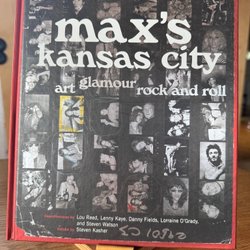 max's
kansas city
art glamour rock and roll
Lou Reed, Lenny Kaye, Danny Fields, Lorraine O'Grady,
and Steven Watson
Steven Kasher